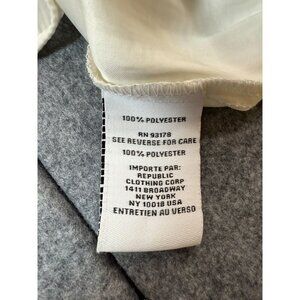 100% POLYESTER
RN 93178
SEE REVERSE FOR CARE
100% POLYESTER
IMPORTE PAR:
REPUBLIC
CLOTHING CORP
1411 BROADWAY
NEW YORK
NY 10018 USA
ENTRETIEN AU VERSO